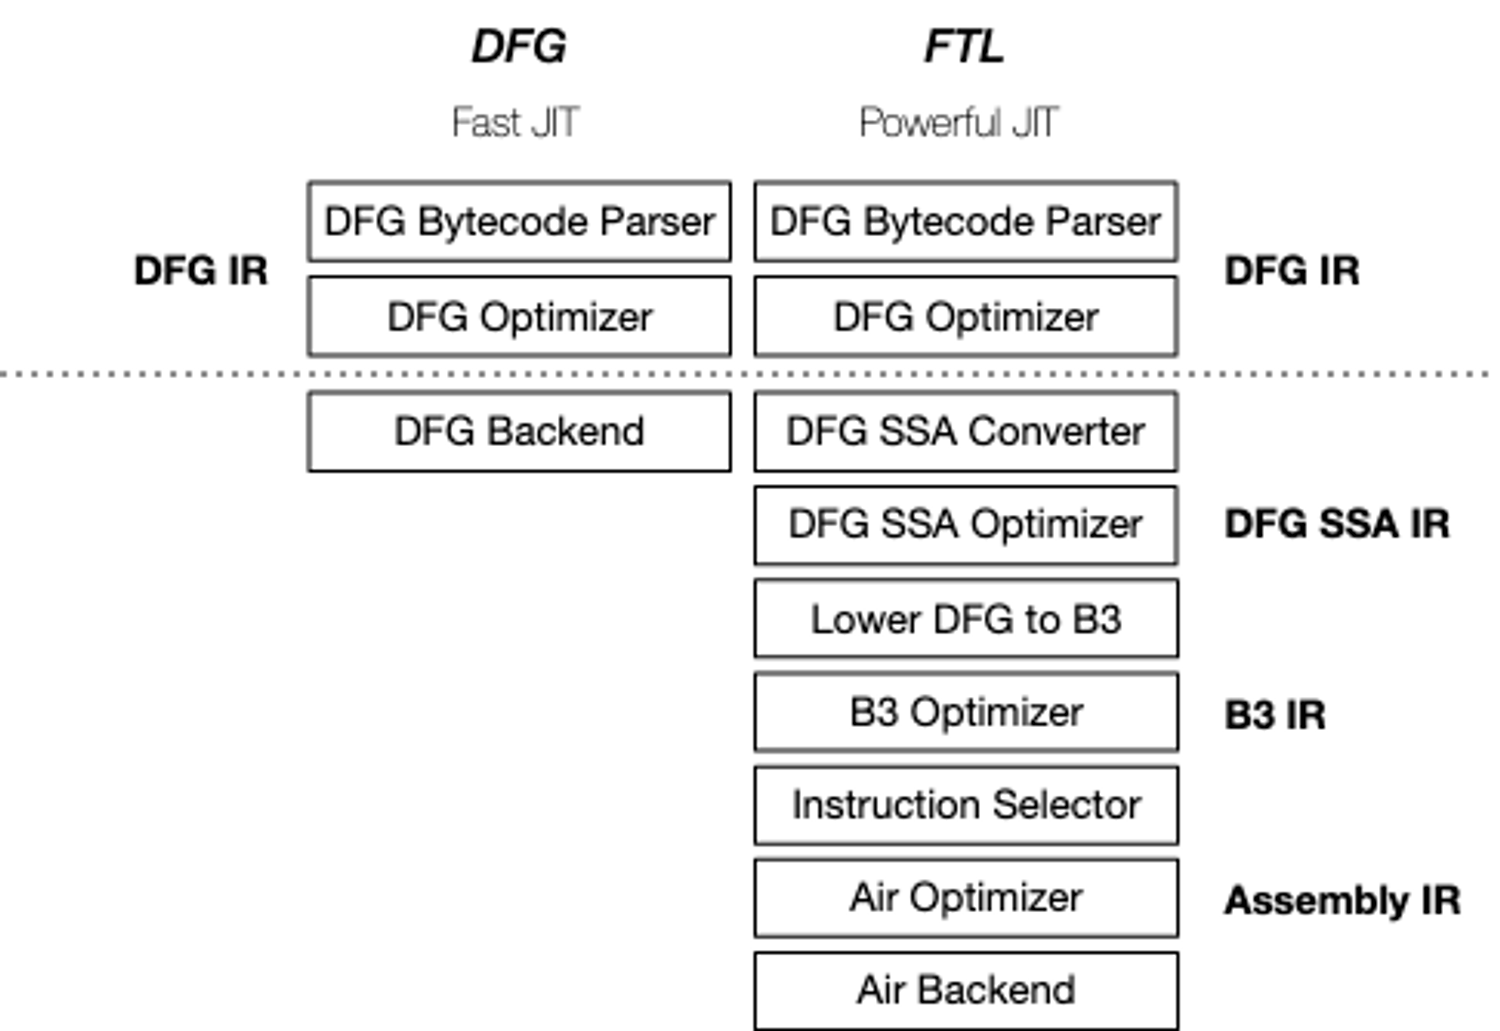 DFG FTL
Fast JIT Powerful JIT
DFG Bytecode Parser DFG Bytecode Parser
DFG IR DFG IR
DFG Optimizer DFG Optimizer
DFG Backend DFG SSA Converter
DFG SSA Optimizer DFG SSA IR
Lower DFG to B3
B3 Optimizer B3 IR
Instruction Selector
Air Optimizer Assembly IR
Air Backend